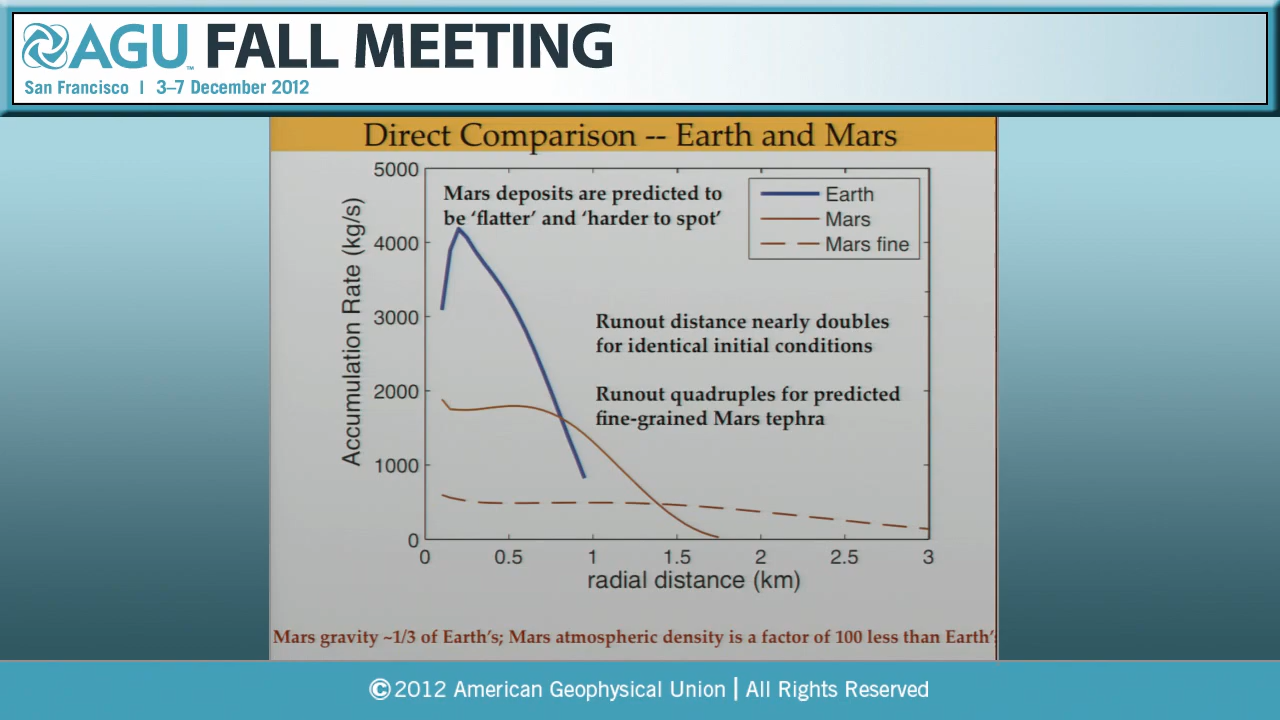 AGU FALL MEETING
San Francisco | 3–7 December 2012
Direct Comparison -- Earth and Mars
Accumulation Rate (kg/s)
5000
4000
3000
2000
1000
0
Mars deposits are predicted to
be ‘flatter’ and ‘harder to spot’
Earth
Mars
Mars fine
Runout distance nearly doubles
for identical initial conditions
Runout quadruples for predicted
fine-grained Mars tephra
0 0.5 1 1.5 2 2.5 3
radial distance (km)
Mars gravity ~1/3 of Earth’s; Mars atmospheric density is a factor of 100 less than Earth’s
© 2012 American Geophysical Union | All Rights Reserved